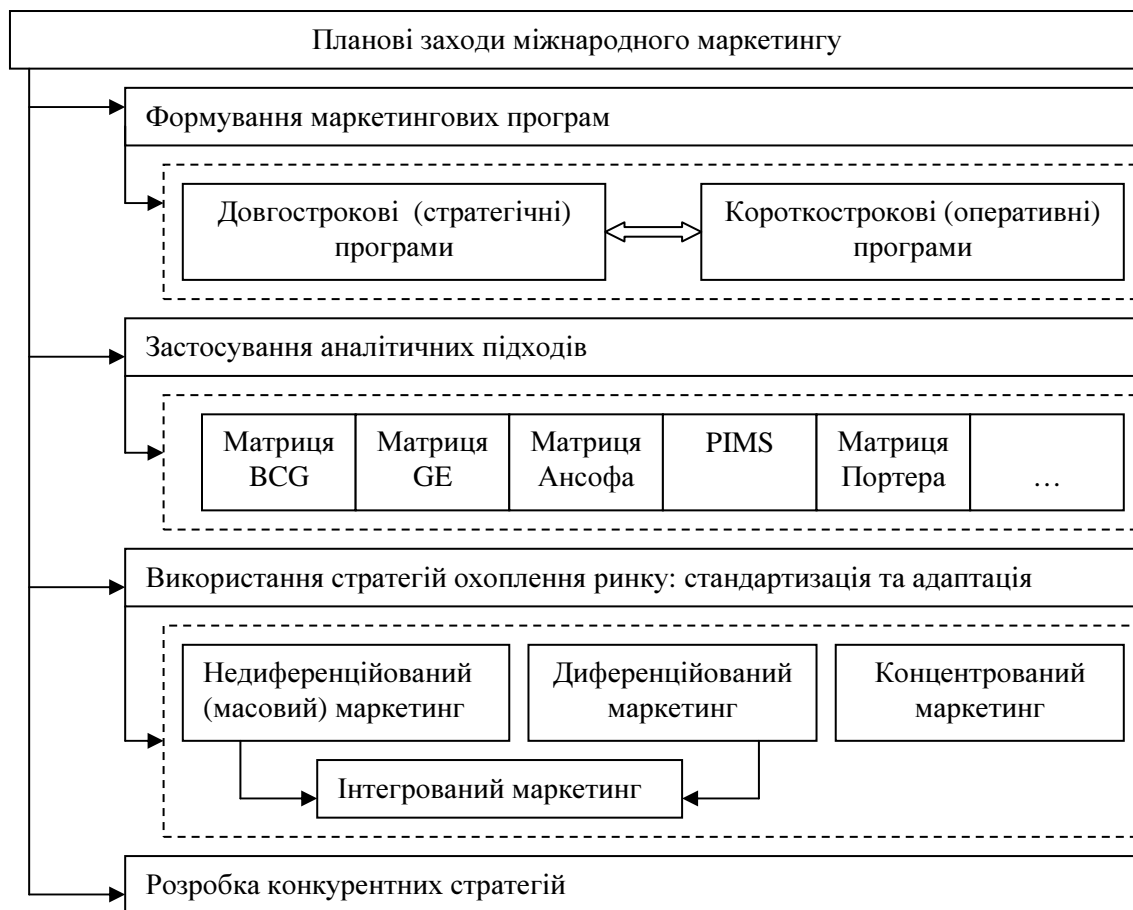 Планові заходи міжнародного маркетингу
Формування маркетингових програм
Довгострокові (стратегічні)
програми
Короткострокові (оперативні)
програми
Застосування аналітичних підходів
Матриця
BCG
Матриця
GE
Матриця
Ансофа
PIMS
Матриця
Портера
…
Використання стратегій охоплення ринку: стандартизація та адаптація
Недиференційований
(масовий) маркетинг
Диференційований
маркетинг
Концентрований
маркетинг
Інтегрований маркетинг
Розробка конкурентних стратегій